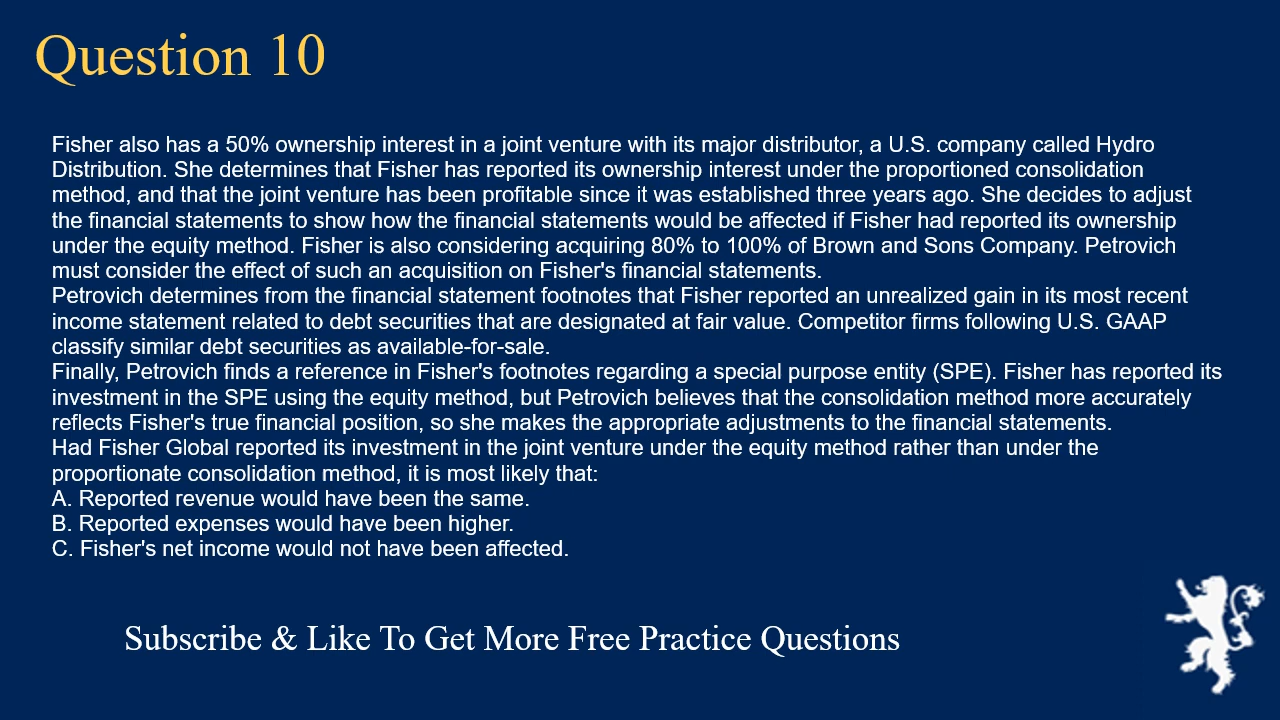 Question 10
Fisher also has a 50% ownership interest in a joint venture with its major distributor, a U.S. company called Hydro
Distribution. She determines that Fisher has reported its ownership interest under the proportioned consolidation
method, and that the joint venture has been profitable since it was established three years ago. She decides to adjust
the financial statements to show how the financial statements would be affected if Fisher had reported its ownership
under the equity method. Fisher is also considering acquiring 80% to 100% of Brown and Sons Company. Petrovich
must consider the effect of such an acquisition on Fisher's financial statements.
Petrovich determines from the financial statement footnotes that Fisher reported an unrealized gain in its most recent
income statement related to debt securities that are designated at fair value. Competitor firms following U.S. GAAP
classify similar debt securities as available-for-sale.
Finally, Petrovich finds a reference in Fisher's footnotes regarding a special purpose entity (SPE). Fisher has reported its
investment in the SPE using the equity method, but Petrovich believes that the consolidation method more accurately
reflects Fisher's true financial position, so she makes the appropriate adjustments to the financial statements.
Had Fisher Global reported its investment in the joint venture under the equity method rather than under the
proportionate consolidation method, it is most likely that:
A. Reported revenue would have been the same.
B. Reported expenses would have been higher.
C. Fisher's net income would not have been affected.
Subscribe & Like To Get More Free Practice Questions